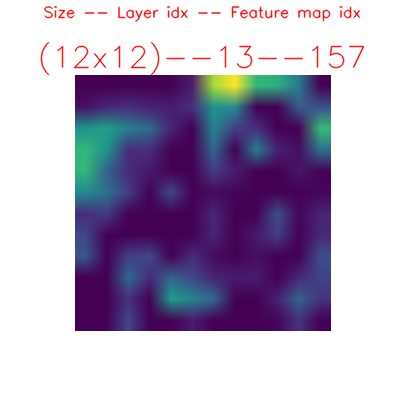 Size -- Layer idx -- Feature map idx
(12x12)--13--157